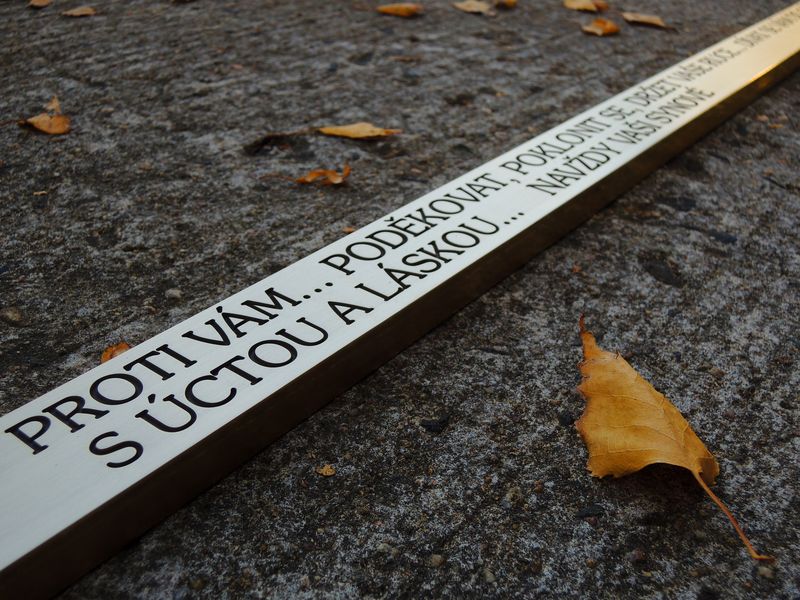 PROTI VÁM... PODĚKOVAT, POKLONIT SE, DRŽET VAŠE RUCE...
S ÚCTOU A LÁSKOU... NAVŽDY VAŠI SYNOVÉ